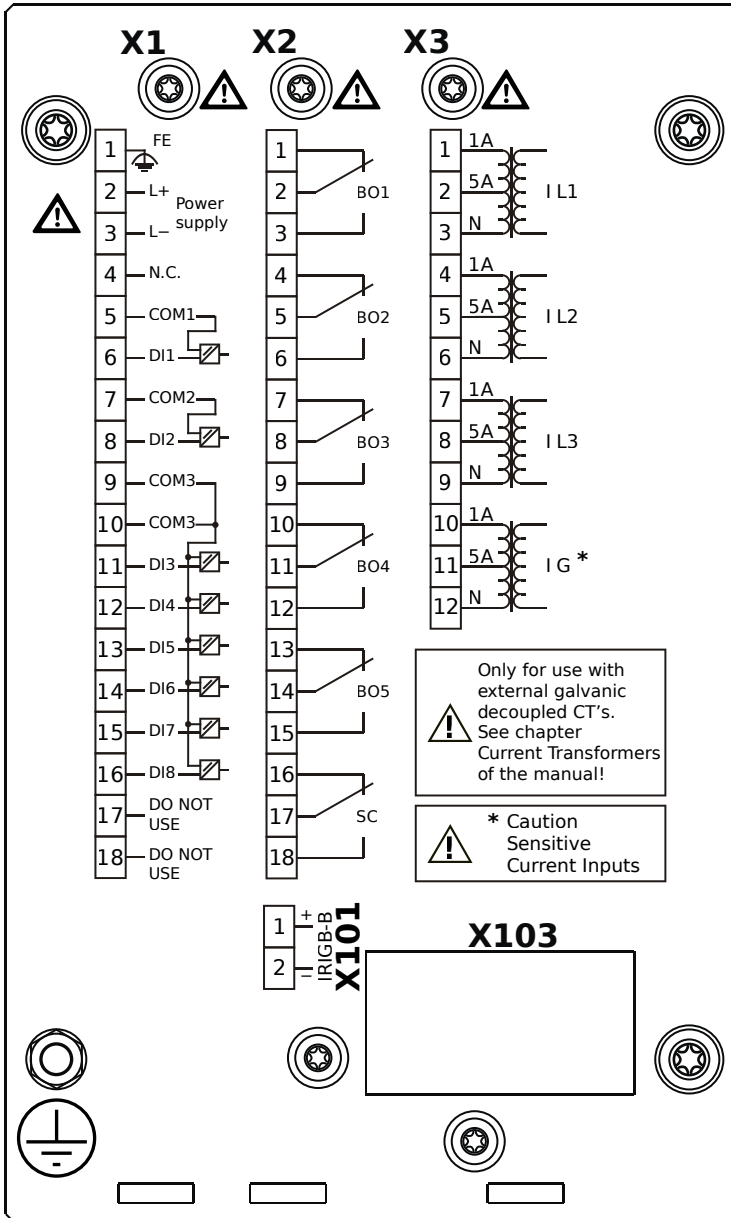 X1
X2
X3
1
FE
2
L+
Power
supply
3
L−
4
N.C.
5
COM1
6
DI1
7
COM2
8
DI2
9
COM3
10
COM3
11
DI3
12
DI4
13
DI5
14
DI6
15
DI7
16
DI8
17
DO NOT
USE
18
DO NOT
USE
1
2
BO1
3
4
5
BO2
6
7
8
BO3
9
10
11
BO4
12
13
14
BO5
15
16
17
SC
18
1
1A
2
5A
I L1
3
N
4
1A
5
5A
I L2
6
N
7
1A
8
5A
I L3
9
N
10
1A
11
5A
I G *
12
N
Only for use with
external galvanic
decoupled CT's.
See chapter
Current Transformers
of the manual!
* Caution
Sensitive
Current Inputs
1
+
2
−
IRIGB-B
X101
X103